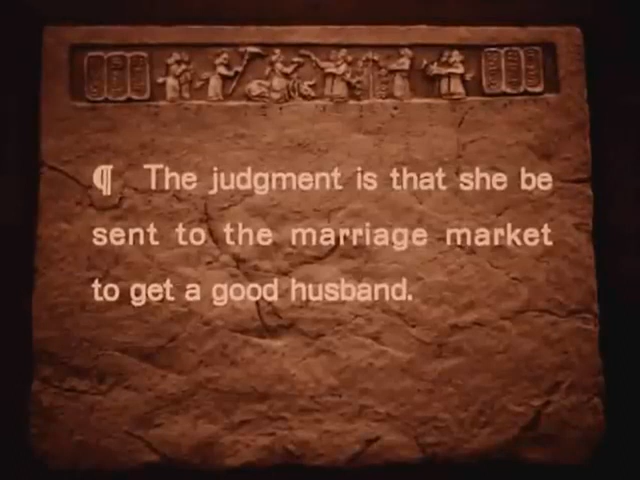 ¶ The judgment is that she be
sent to the marriage market
to get a good husband.